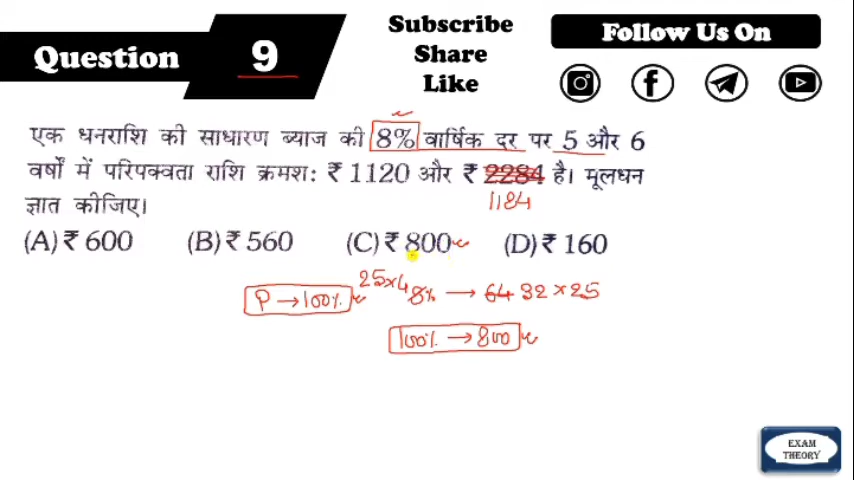 Question 9
Subscribe
Share
Like
Follow Us On
एक धनराशि की साधारण ब्याज की 8% वार्षिक दर पर 5 और 6
वर्षों में परिपक्वता राशि क्रमशः ₹ 1120 और ₹ 2284 है। मूलधन
1184
ज्ञात कीजिए।
(A) ₹ 600 (B) ₹ 560 (C) ₹ 800 (D) ₹ 160
P → 100% 25×4 8% → 64 32 × 25
100% → 800
EXAM
THEORY